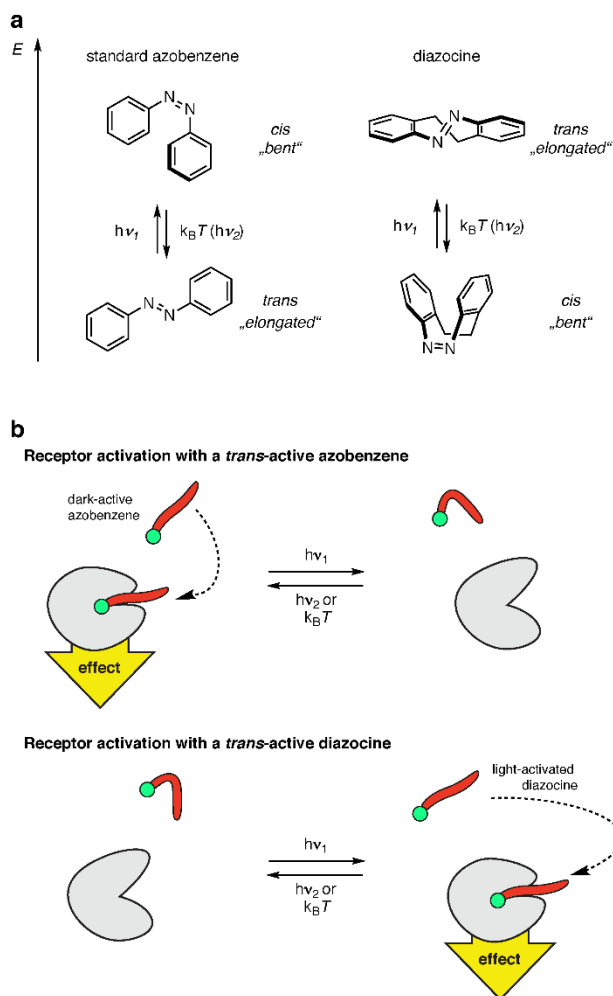 a
E
standard azobenzene
diazocine
N
N
cis
„bent“
N
N
trans
„elongated“
hν1
kBT (hν2)
hν1
kBT (hν2)
N
N
trans
„elongated“
N
N
cis
„bent“
b
Receptor activation with a trans-active azobenzene
dark-active
azobenzene
hν1
hν2 or
kBT
effect
Receptor activation with a trans-active diazocine
light-activated
diazocine
hν1
hν2 or
kBT
effect